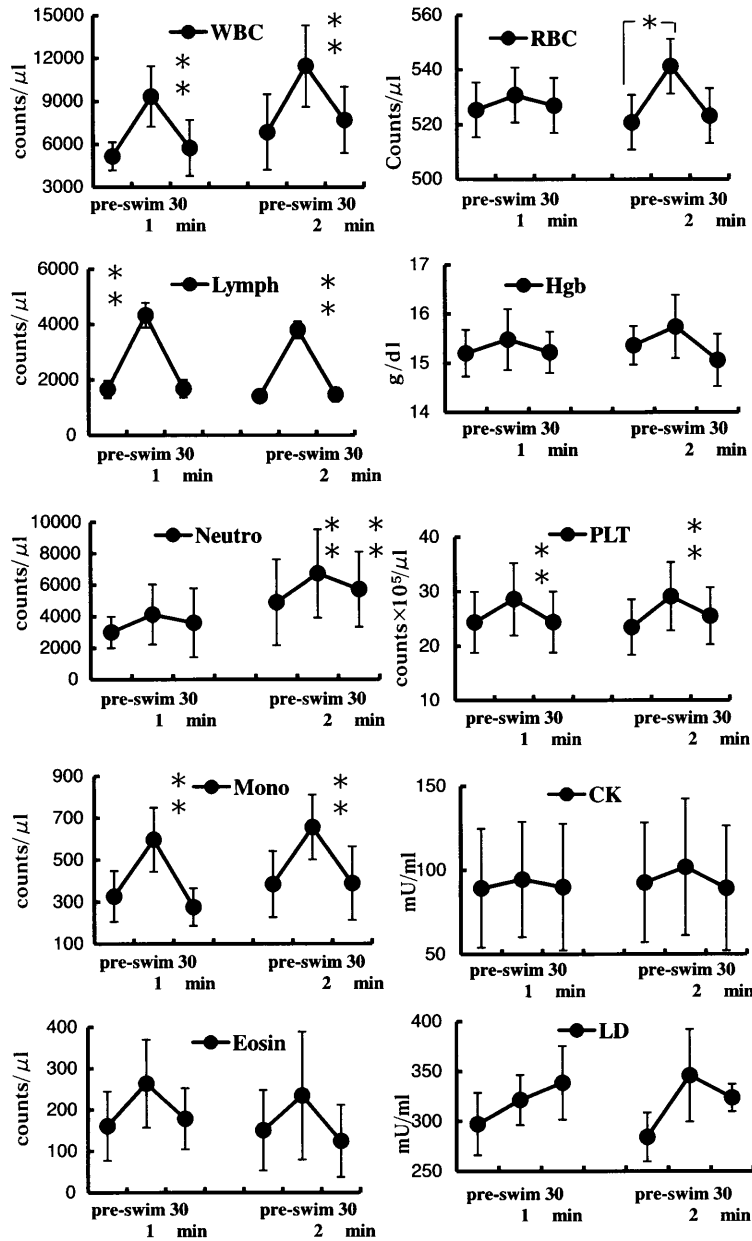 WBC
counts/μl
15000
12000
9000
6000
3000
* *
* *
pre-swim 30
1 min
pre-swim 30
2 min
RBC
Counts/μl
560
540
520
500
*
pre-swim 30
1 min
pre-swim 30
2 min
Lymph
counts/μl
6000
4000
2000
0
* *
* *
pre-swim 30
1 min
pre-swim 30
2 min
Hgb
g/dl
17
16
15
14
pre-swim 30
1 min
pre-swim 30
2 min
Neutro
counts/μl
10000
8000
6000
4000
2000
0
* *
* *
pre-swim 30
1 min
pre-swim 30
2 min
PLT
counts×10⁵/μl
40
30
20
10
* *
* *
pre-swim 30
1 min
pre-swim 30
2 min
Mono
counts/μl
900
700
500
300
100
* *
* *
pre-swim 30
1 min
pre-swim 30
2 min
CK
mU/ml
150
100
50
pre-swim 30
1 min
pre-swim 30
2 min
Eosin
counts/μl
400
300
200
100
0
pre-swim 30
1 min
pre-swim 30
2 min
LD
mU/ml
400
350
300
250
pre-swim 30
1 min
pre-swim 30
2 min